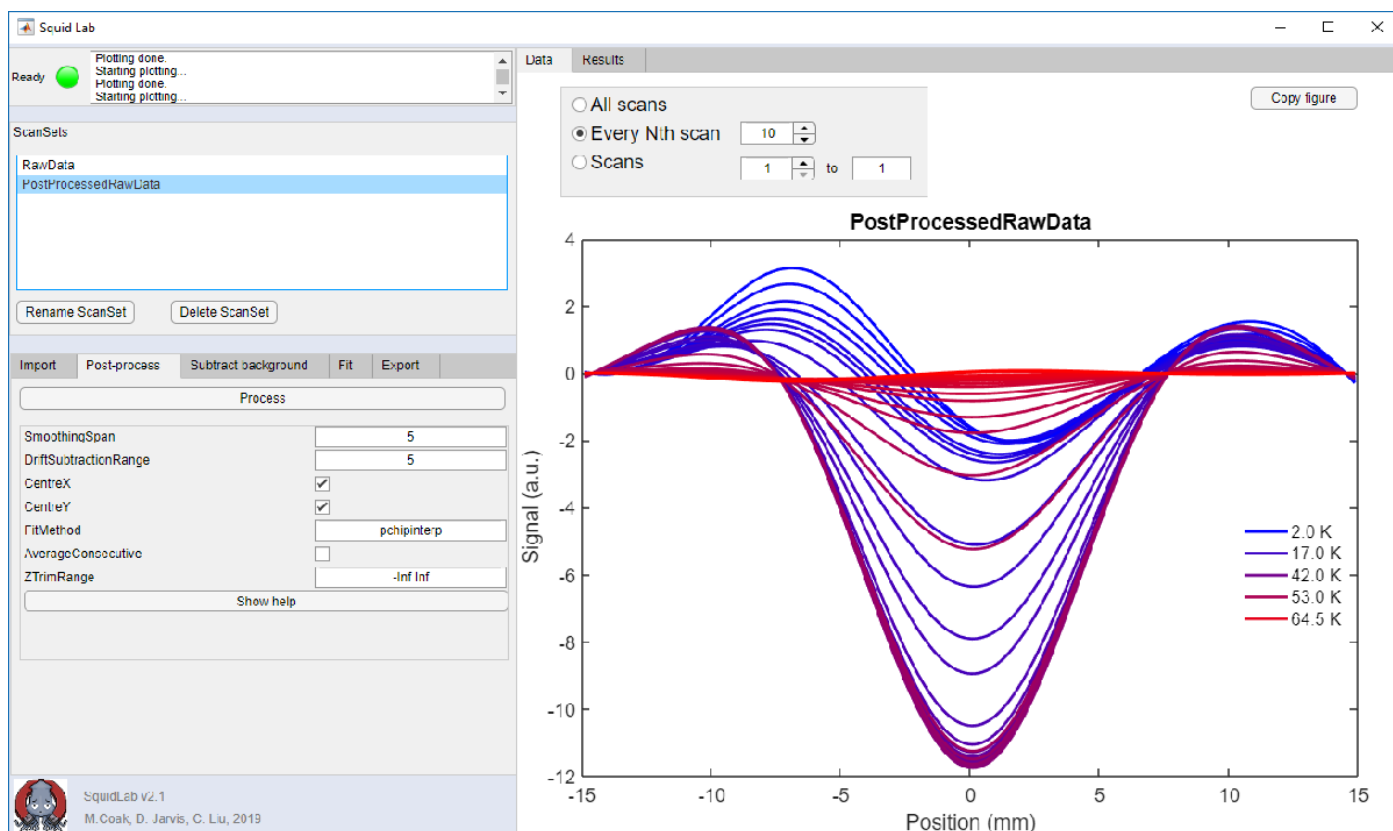 Squid Lab
Ready
Plotting done.
Starting plotting...
Plotting done.
Starting plotting...
ScanSets
RawData
PostProcessedRawData
Rename ScanSet Delete ScanSet
Import Post-process Subtract background Fit Export
Process
SmoothingSpan 5
DriftSubtractionRange 5
CentreX
CentreY
FitMethod pchipinterp
AverageConsecutive
ZTrimRange -Inf Inf
Show help
SquidLab v2.1
M.Coak, D. Jarvis, C. Liu, 2019
Data Results
All scans
Every Nth scan 10
Scans 1 to 1
Copy figure
PostProcessedRawData
4
2
0
-2
-4
-6
-8
-10
-12
Signal (a.u.)
2.0 K
17.0 K
42.0 K
53.0 K
64.5 K
-15 -10 -5 0 5 10 15
Position (mm)